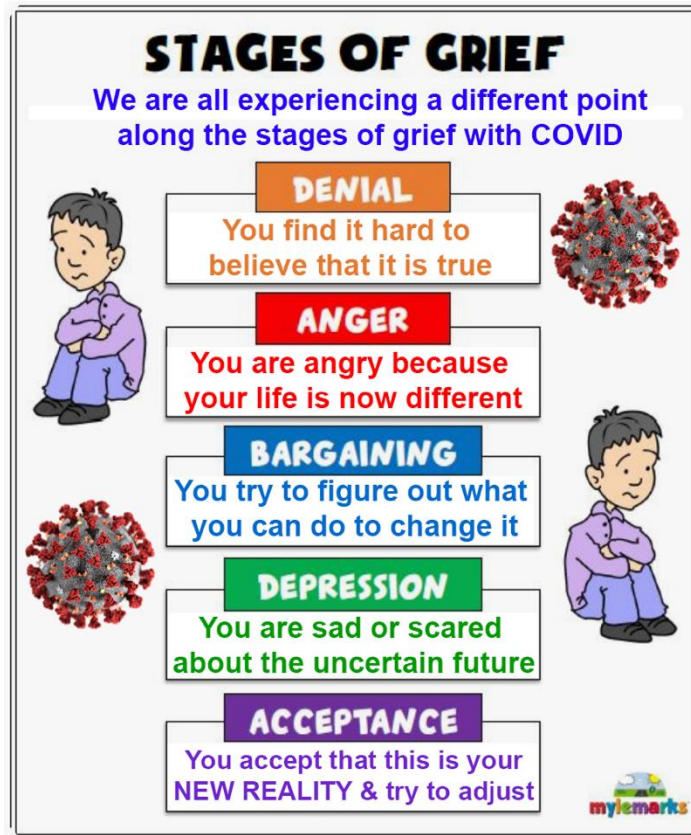 STAGES OF GRIEF
We are all experiencing a different point
along the stages of grief with COVID
DENIAL
You find it hard to
believe that it is true
ANGER
You are angry because
your life is now different
BARGAINING
You try to figure out what
you can do to change it
DEPRESSION
You are sad or scared
about the uncertain future
ACCEPTANCE
You accept that this is your
NEW REALITY & try to adjust
mylemarks